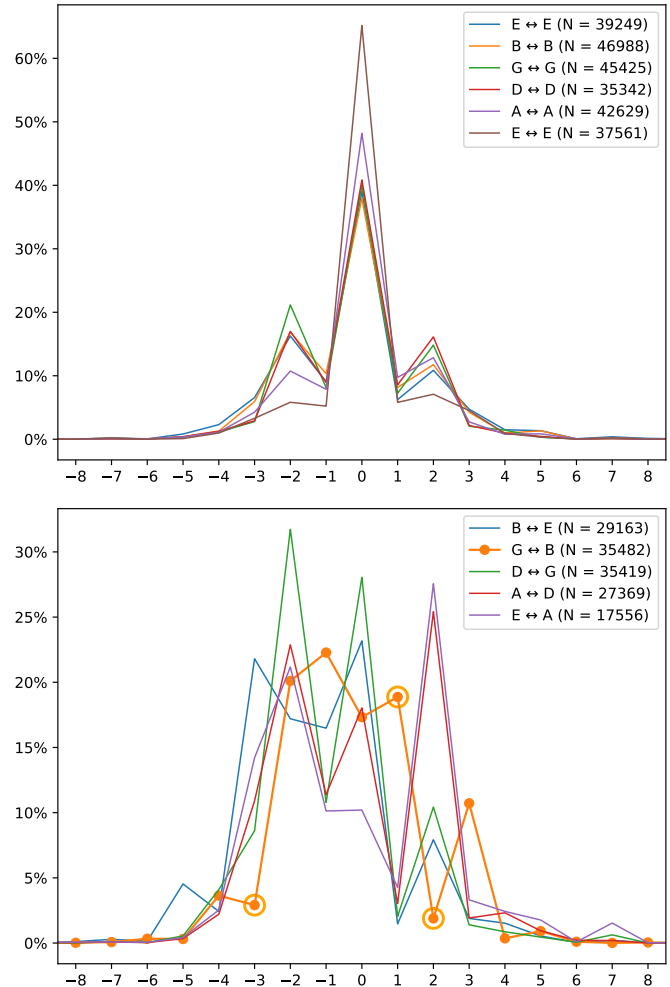 60%
50%
40%
30%
20%
10%
0%
E ↔ E (N = 39249)
B ↔ B (N = 46988)
G ↔ G (N = 45425)
D ↔ D (N = 35342)
A ↔ A (N = 42629)
E ↔ E (N = 37561)
−8 −7 −6 −5 −4 −3 −2 −1 0 1 2 3 4 5 6 7 8
30%
25%
20%
15%
10%
5%
0%
B ↔ E (N = 29163)
G ↔ B (N = 35482)
D ↔ G (N = 35419)
A ↔ D (N = 27369)
E ↔ A (N = 17556)
−8 −7 −6 −5 −4 −3 −2 −1 0 1 2 3 4 5 6 7 8